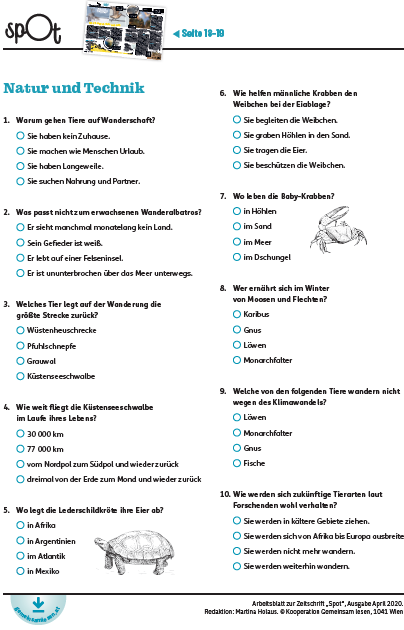 spOt
Seite 18–19
Natur und Technik
1. Warum gehen Tiere auf Wanderschaft?
Sie haben kein Zuhause.
Sie machen wie Menschen Urlaub.
Sie haben Langeweile.
Sie suchen Nahrung und Partner.
2. Was passt nicht zum erwachsenen Wanderalbatros?
Er sieht manchmal monatelang kein Land.
Sein Gefieder ist weiß.
Er lebt auf einer Felseninsel.
Er ist ununterbrochen über das Meer unterwegs.
3. Welches Tier legt auf der Wanderung die
größte Strecke zurück?
Wüstenheuschrecke
Pfuhlschnepfe
Grauwal
Küstenseeschwalbe
4. Wie weit fliegt die Küstenseeschwalbe
im Laufe ihres Lebens?
30 000 km
77 000 km
vom Nordpol zum Südpol und wieder zurück
dreimal von der Erde zum Mond und wieder zurück
5. Wo legt die Lederschildkröte ihre Eier ab?
in Afrika
in Argentinien
im Atlantik
in Mexiko
6. Wie helfen männliche Krabben den
Weibchen bei der Eiablage?
Sie begleiten die Weibchen.
Sie graben Höhlen in den Sand.
Sie tragen die Eier.
Sie beschützen die Weibchen.
7. Wo leben die Baby-Krabben?
in Höhlen
im Sand
im Meer
im Dschungel
8. Wer ernährt sich im Winter
von Moosen und Flechten?
Karibus
Gnus
Löwen
Monarchfalter
9. Welche von den folgenden Tiere wandern nicht
wegen des Klimawandels?
Löwen
Monarchfalter
Gnus
Fische
10. Wie werden sich zukünftige Tierarten laut
Forschenden wohl verhalten?
Sie werden in kältere Gebiete ziehen.
Sie werden sich von Afrika bis Europa ausbreite
Sie werden nicht mehr wandern.
Sie werden weiterhin wandern.
gemeinsamlesen.at
Arbeitsblatt zur Zeitschrift „Spot“, Ausgabe April 2020.
Redaktion: Martina Holaus. © Kooperation Gemeinsam lesen, 1041 Wien